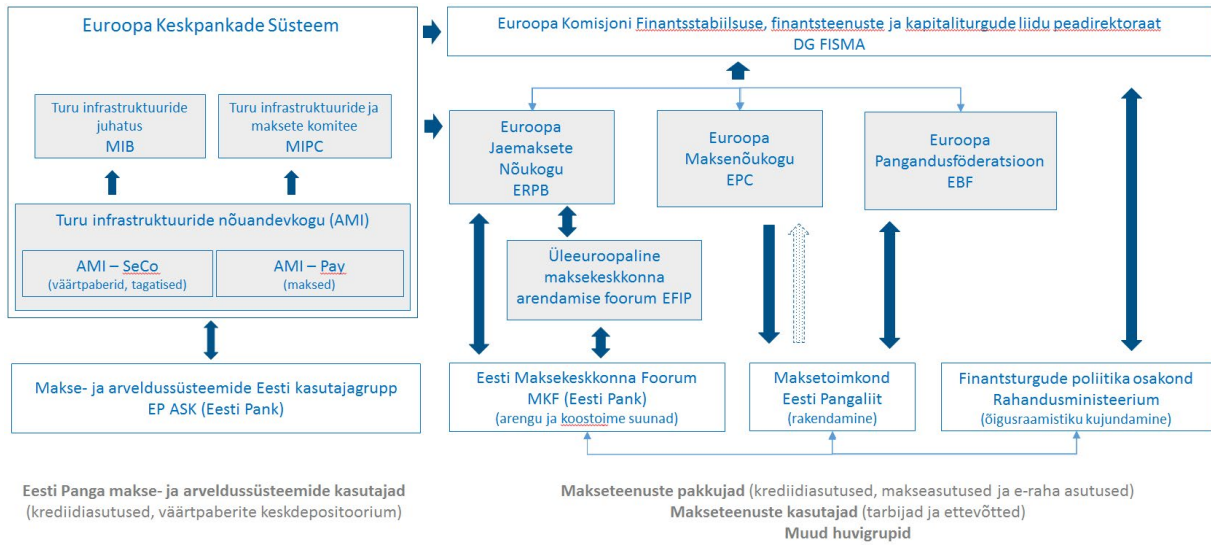 Euroopa Keskpankade Süsteem
Turu infrastruktuuride
juhatus
MIB
Turu infrastruktuuride ja
maksete komitee
MIPC
Turu infrastruktuuride nõuandevkogu (AMI)
AMI – SeCo
(väärtpaberid, tagatised)
AMI – Pay
(maksed)
Makse- ja arveldussüsteemide Eesti kasutajagrupp
EP ASK (Eesti Pank)
Eesti Panga makse- ja arveldussüsteemide kasutajad
(krediidiasutused, väärtpaberite keskdepositoorium)
Euroopa Komisjoni Finantsstabiilsuse, finantsteenuste ja kapitaliturgude liidu peadirektoraat
DG FISMA
Euroopa
Jaemaksete
Nõukogu
ERPB
Euroopa
Maksenõukogu
EPC
Euroopa
Pangandusföderatsioon
EBF
Üleeuroopaline
maksekeskkonna
arendamise foorum EFIP
Eesti Maksekeskkonna Foorum
MKF (Eesti Pank)
(arengu ja koostoime suunad)
Maksetoimkond
Eesti Pangaliit
(rakendamine)
Finantsturgude poliitika osakond
Rahandusministeerium
(õigusraamistiku kujundamine)
Makseteenuste pakkujad (krediidiasutused, makseasutused ja e-raha asutused)
Makseteenuste kasutajad (tarbijad ja ettevõtted)
Muud huvigrupid